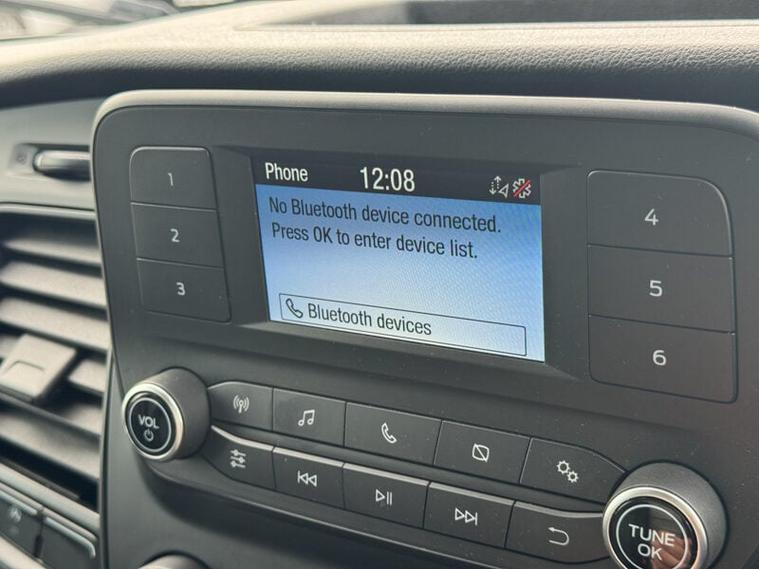 Phone 12:08
No Bluetooth device connected.
Press OK to enter device list.
Bluetooth devices
1
2
3
4
5
6
VOL
TUNE
OK